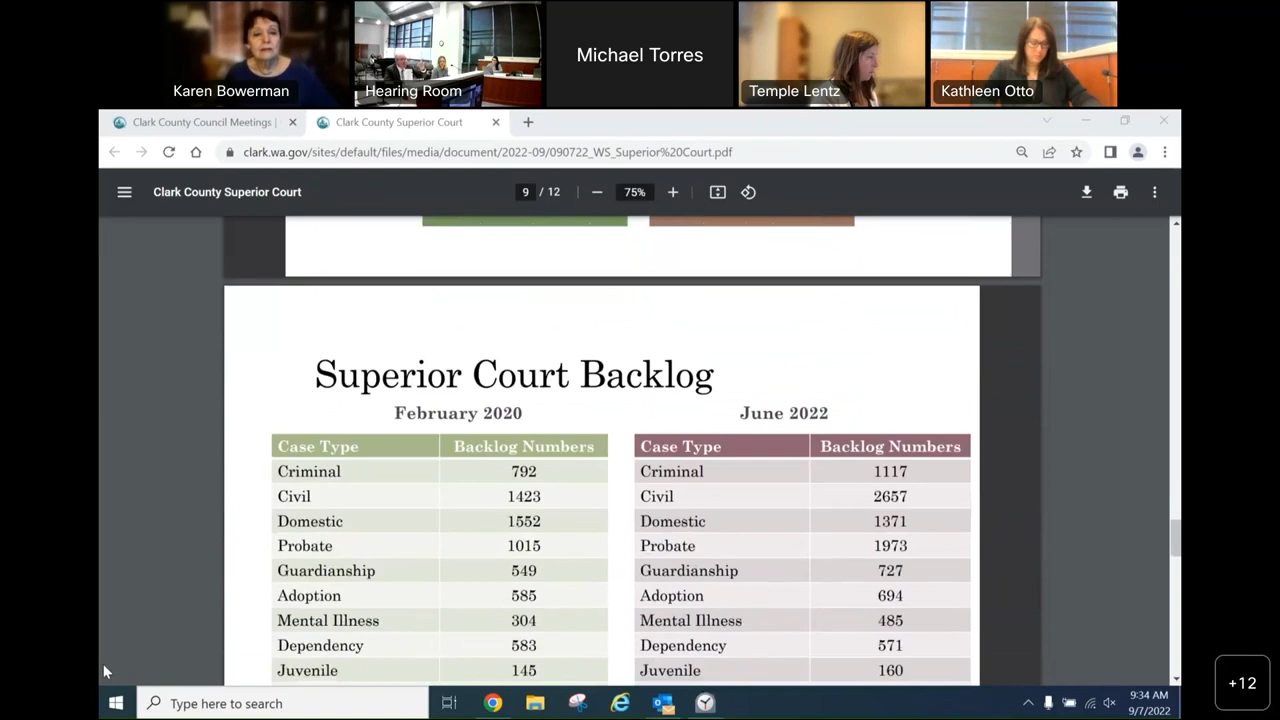 Karen Bowerman
Hearing Room
Michael Torres
Temple Lentz
Kathleen Otto
Clark County Council Meetings |
Clark County Superior Court
clark.wa.gov/sites/default/files/media/document/2022-09/090722_WS_Superior%20Court.pdf
Clark County Superior Court
9 / 12
75%
Superior Court Backlog
February 2020
June 2022
Case Type Backlog Numbers Case Type Backlog Numbers
Criminal 792 Criminal 1117
Civil 1423 Civil 2657
Domestic 1552 Domestic 1371
Probate 1015 Probate 1973
Guardianship 549 Guardianship 727
Adoption 585 Adoption 694
Mental Illness 304 Mental Illness 485
Dependency 583 Dependency 571
Juvenile 145 Juvenile 160
Type here to search
9:34 AM
9/7/2022
+12